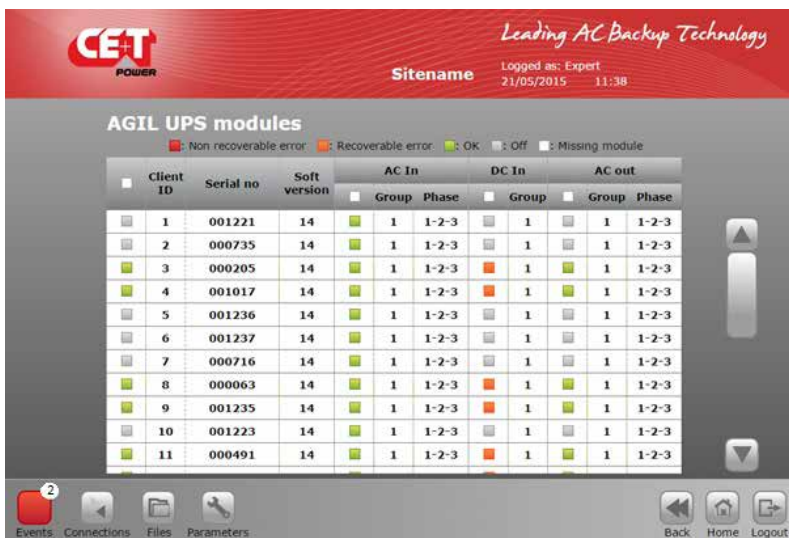 CE+T
POWER
Leading AC Backup Technology
Sitename
Logged as: Expert
21/05/2015 11:38
AGIL UPS modules
: Non recoverable error : Recoverable error : OK : Off : Missing module
Client ID Serial no Soft version AC In DC In AC out
Group Phase Group Group Phase
1 001221 14 1 1-2-3 1 1 1-2-3
2 000735 14 1 1-2-3 1 1 1-2-3
3 000205 14 1 1-2-3 1 1 1-2-3
4 001017 14 1 1-2-3 1 1 1-2-3
5 001236 14 1 1-2-3 1 1 1-2-3
6 001237 14 1 1-2-3 1 1 1-2-3
7 000716 14 1 1-2-3 1 1 1-2-3
8 000063 14 1 1-2-3 1 1 1-2-3
9 001235 14 1 1-2-3 1 1 1-2-3
10 001223 14 1 1-2-3 1 1 1-2-3
11 000491 14 1 1-2-3 1 1 1-2-3
2
Events Connections Files Parameters Back Home Logout